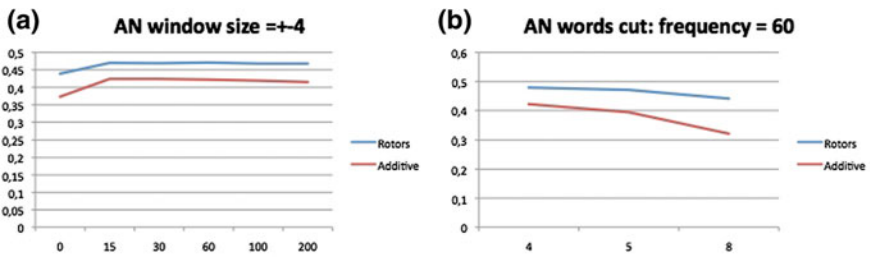 (a)
AN window size =+-4
0,5
0,45
0,4
0,35
0,3
0,25
0,2
0,15
0,1
0,05
0
0 15 30 60 100 200
Rotors
Additive
(b)
AN words cut: frequency = 60
0,6
0,5
0,4
0,3
0,2
0,1
0
4 5 8
Rotors
Additive